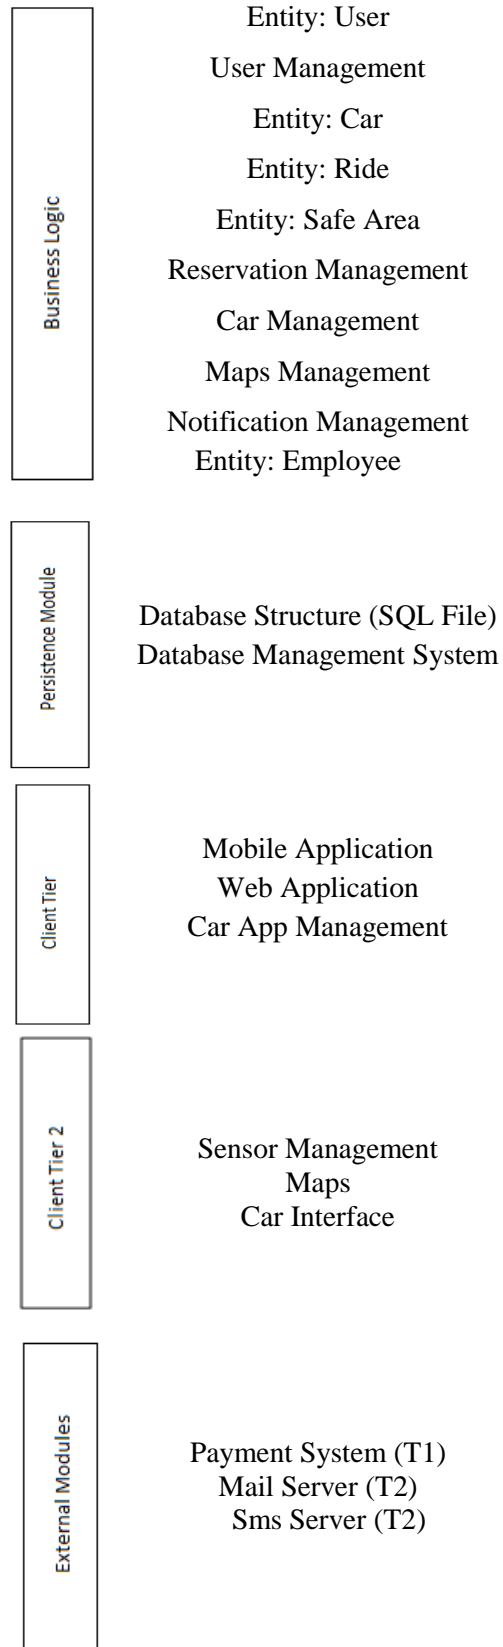 Business Logic
Entity: User
User Management
Entity: Car
Entity: Ride
Entity: Safe Area
Reservation Management
Car Management
Maps Management
Notification Management
Entity: Employee
Persistence Module
Database Structure (SQL File)
Database Management System
Client Tier
Mobile Application
Web Application
Car App Management
Client Tier 2
Sensor Management
Maps
Car Interface
External Modules
Payment System (T1)
Mail Server (T2)
Sms Server (T2)